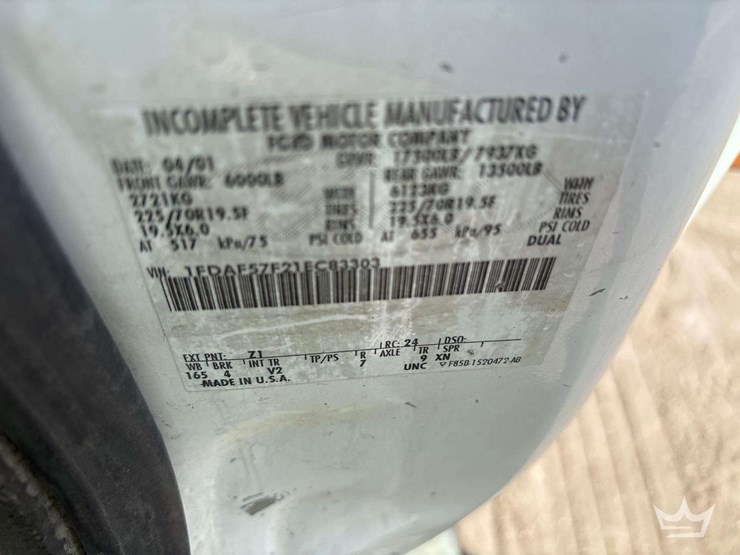 INCOMPLETE VEHICLE MANUFACTURED BY
FORD MOTOR COMPANY
DATE: 04/01 GVWR: 17500LB / 7937KG
FRONT GAWR: 6000LB REAR GAWR: 13500LB
2721KG WITH 6123KG WITH
225/70R19.5F TIRES 225/70R19.5F TIRES
19.5X6.0 RIMS 19.5X6.0 RIMS
AT 517 kPa/75 PSI COLD AT 655 kPa/95 PSI COLD
DUAL
VIN: 1FDAF57F21EC83303
EXT PNT: Z1 RC: 24 DSO:
WB BRK INT TR TP/PS R AXLE TR SPR
165 4 V2 7 9 XN
MADE IN U.S.A. UNC F85B-1520472-AB